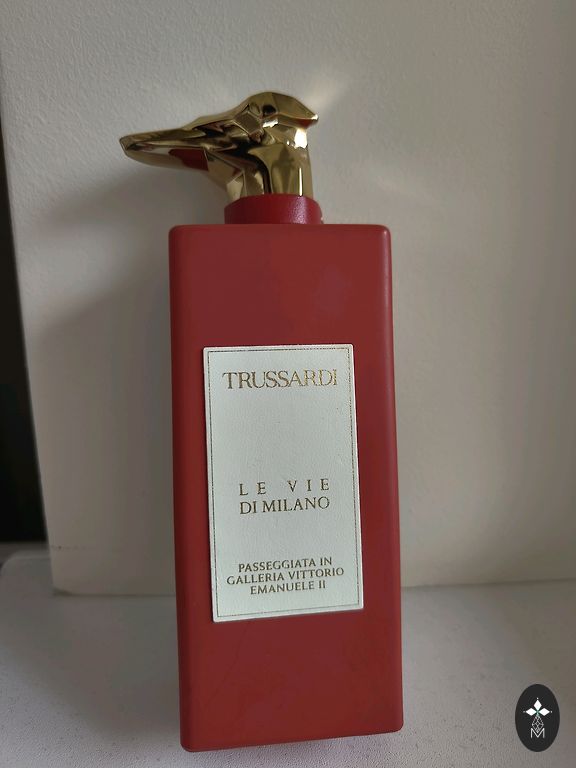 TRUSSARDI
LE VIE
DI MILANO
PASSEGGIATA IN
GALLERIA VITTORIO
EMANUELE II
M